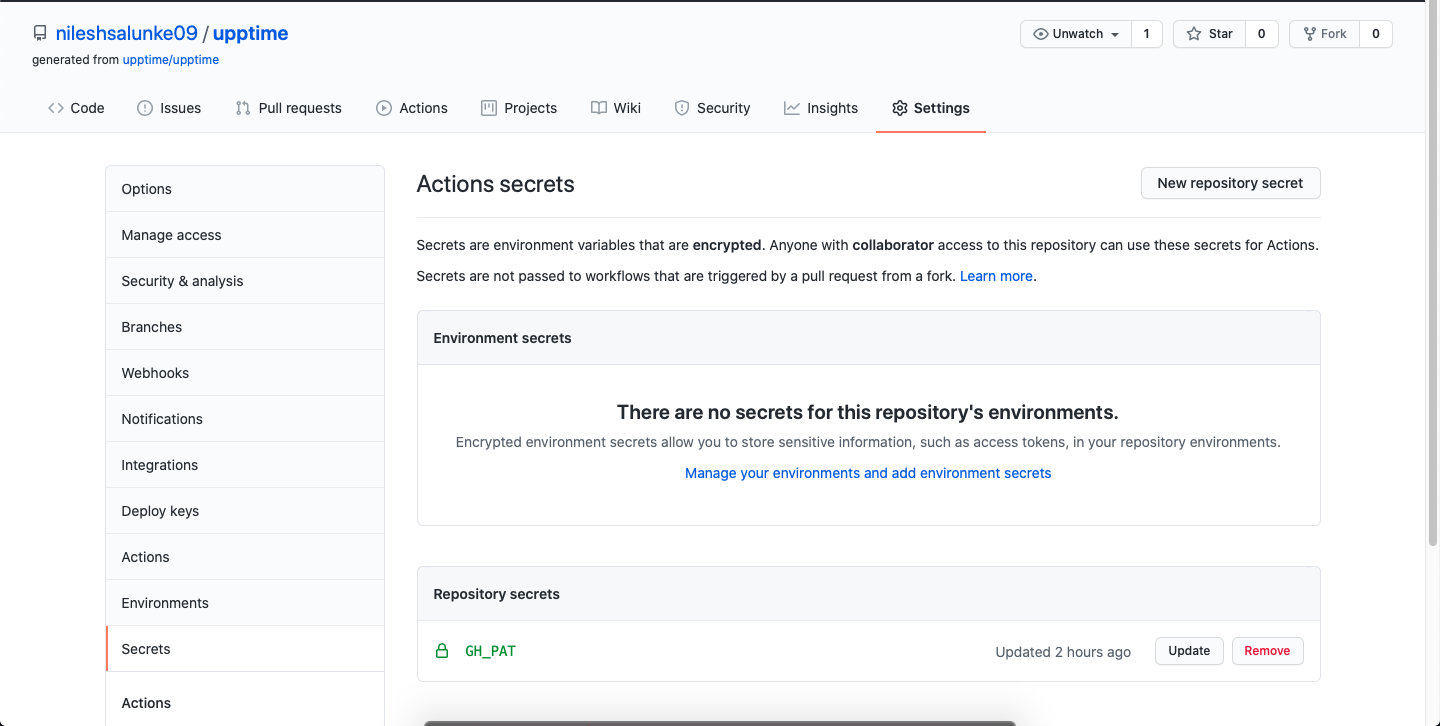 nileshsalunke09 / upptime
generated from upptime/upptime
Unwatch 1 Star 0 Fork 0
Code Issues Pull requests Actions Projects Wiki Security Insights Settings
Options
Manage access
Security & analysis
Branches
Webhooks
Notifications
Integrations
Deploy keys
Actions
Environments
Secrets
Actions
Actions secrets
New repository secret
Secrets are environment variables that are encrypted. Anyone with collaborator access to this repository can use these secrets for Actions.
Secrets are not passed to workflows that are triggered by a pull request from a fork. Learn more.
Environment secrets
There are no secrets for this repository's environments.
Encrypted environment secrets allow you to store sensitive information, such as access tokens, in your repository environments.
Manage your environments and add environment secrets
Repository secrets
GH_PAT Updated 2 hours ago Update Remove